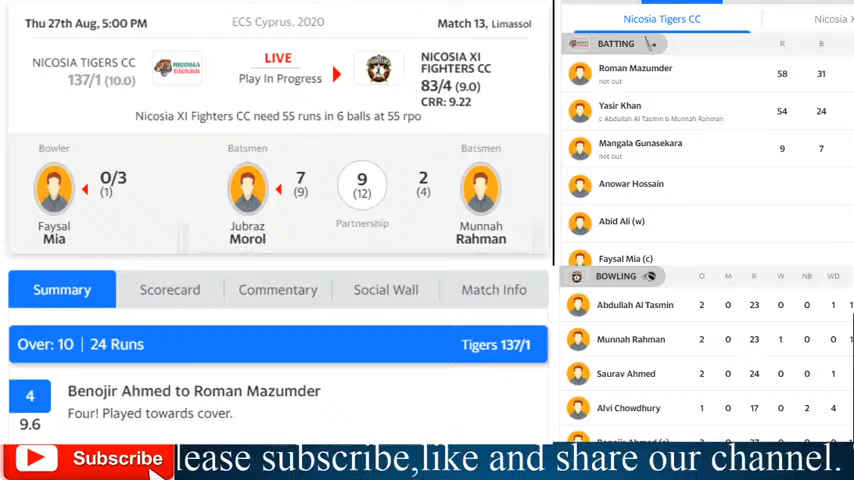 Thu 27th Aug, 5:00 PM
ECS Cyprus, 2020
Match 13, Limassol
NICOSIA TIGERS CC
137/1 (10.0)
LIVE
Play In Progress
NICOSIA XI
FIGHTERS CC
83/4 (9.0)
CRR: 9.22
Nicosia XI Fighters CC need 55 runs in 6 balls at 55 rpo
Bowler
Batsmen
Batsmen
0/3
(1)
7
(9)
9
(12)
2
(4)
Partnership
Faysal
Mia
Jubraz
Morol
Munnah
Rahman
Summary
Scorecard
Commentary
Social Wall
Match Info
Over: 10 | 24 Runs
Tigers 137/1
4
9.6
Benojir Ahmed to Roman Mazumder
Four! Played towards cover.
Nicosia Tigers CC
Nicosia X
BATTING R B
Roman Mazumder 58 31
not out
Yasir Khan 54 24
c Abdullah Al Tasmin b Munnah Rahman
Mangala Gunasekara 9 7
not out
Anowar Hossain
Abid Ali (w)
Faysal Mia (c)
BOWLING O M R W NB WD
Abdullah Al Tasmin 2 0 23 0 0 1
Munnah Rahman 2 0 23 1 0 0
Saurav Ahmed 2 0 24 0 0 1
Alvi Chowdhury 1 0 17 0 2 4
Subscribe
lease subscribe,like and share our channel.